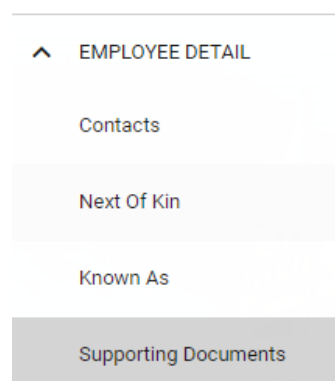 EMPLOYEE DETAIL
Contacts
Next Of Kin
Known As
Supporting Documents